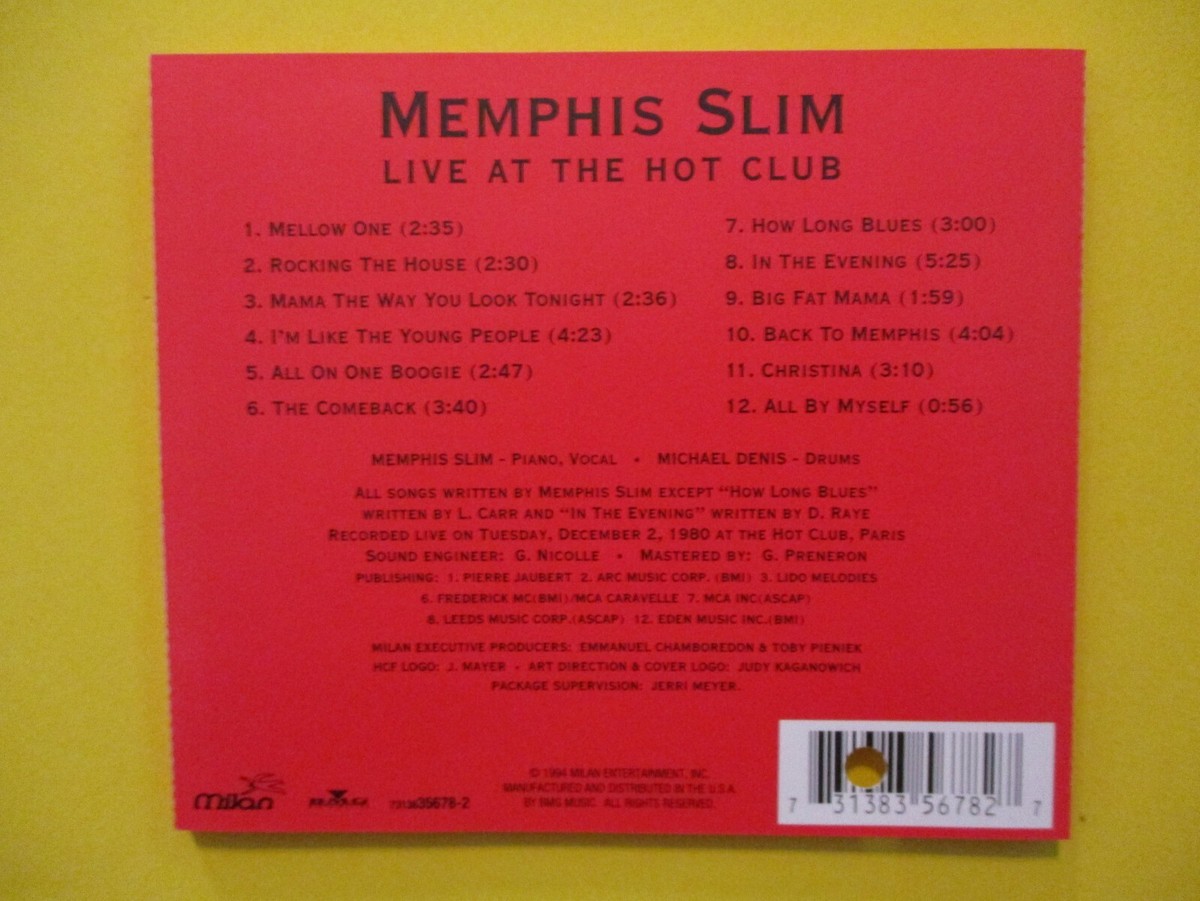 MEMPHIS SLIM
LIVE AT THE HOT CLUB
1. MELLOW ONE (2:35)
2. ROCKING THE HOUSE (2:30)
3. MAMA THE WAY YOU LOOK TONIGHT (2:36)
4. I'M LIKE THE YOUNG PEOPLE (4:23)
5. ALL ON ONE BOOGIE (2:47)
6. THE COMEBACK (3:40)
7. HOW LONG BLUES (3:00)
8. IN THE EVENING (5:25)
9. BIG FAT MAMA (1:59)
10. BACK TO MEMPHIS (4:04)
11. CHRISTINA (3:10)
12. ALL BY MYSELF (0:56)
MEMPHIS SLIM - PIANO, VOCAL • MICHAEL DENIS - DRUMS
ALL SONGS WRITTEN BY MEMPHIS SLIM EXCEPT "HOW LONG BLUES"
WRITTEN BY L. CARR AND "IN THE EVENING" WRITTEN BY D. RAYE
RECORDED LIVE ON TUESDAY, DECEMBER 2, 1980 AT THE HOT CLUB, PARIS
SOUND ENGINEER: G. NICOLLE • MASTERED BY: G. PRENERON
PUBLISHING: 1. PIERRE JAUBERT 2. ARC MUSIC CORP. (BMI) 3. LIDO MELODIES
6. FREDERICK MC(BMI)/MCA CARAVELLE 7. MCA INC(ASCAP)
8. LEEDS MUSIC CORP.(ASCAP) 12. EDEN MUSIC INC.(BMI)
MILAN EXECUTIVE PRODUCERS: EMMANUEL CHAMBOREDON & TOBY PIENIEK
HCF LOGO: J. MAYER • ART DIRECTION & COVER LOGO: JUDY KAGANOWICH
PACKAGE SUPERVISION: JERRI MEYER.
milan
73138 35678-2
© 1994 MILAN ENTERTAINMENT, INC.
MANUFACTURED AND DISTRIBUTED IN THE U.S.A.
BY BMG MUSIC. ALL RIGHTS RESERVED.
7 31383 56782 7